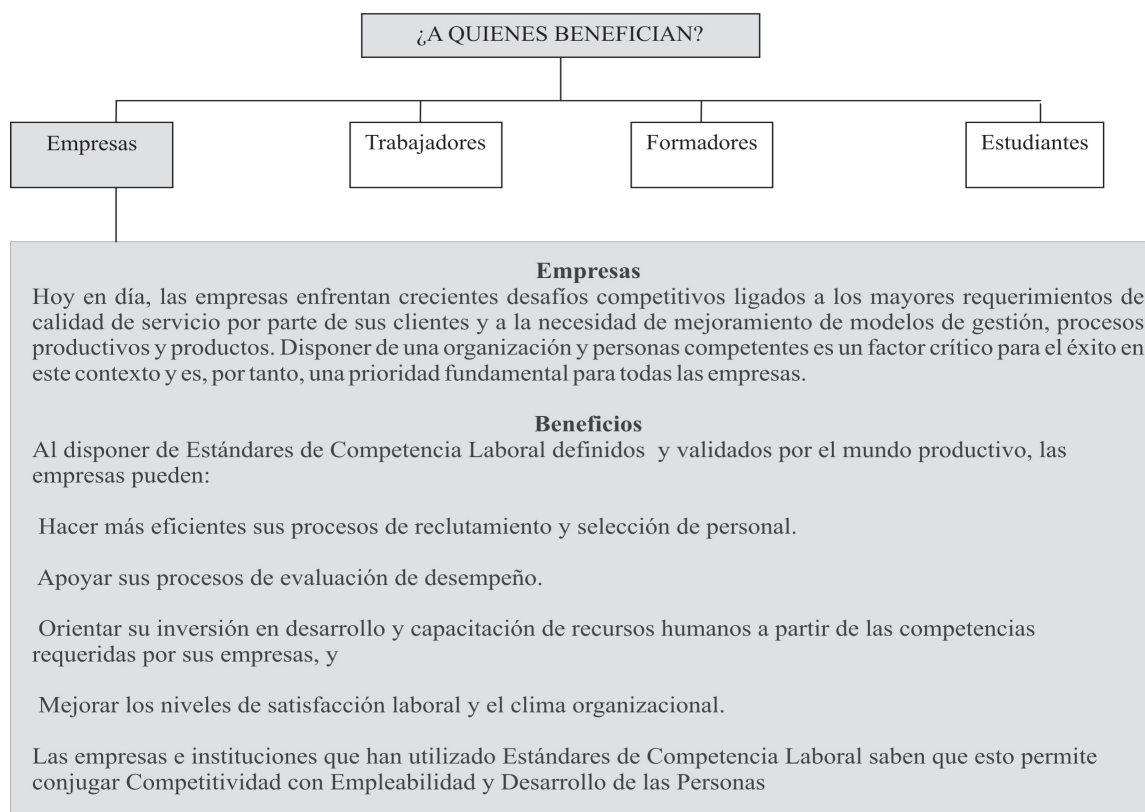 ¿A QUIENES BENEFICIAN?
Empresas
Trabajadores
Formadores
Estudiantes
Empresas
Hoy en día, las empresas enfrentan crecientes desafíos competitivos ligados a los mayores requerimientos de
calidad de servicio por parte de sus clientes y a la necesidad de mejoramiento de modelos de gestión, procesos
productivos y productos. Disponer de una organización y personas competentes es un factor crítico para el éxito en
este contexto y es, por tanto, una prioridad fundamental para todas las empresas.
Beneficios
Al disponer de Estándares de Competencia Laboral definidos y validados por el mundo productivo, las
empresas pueden:
Hacer más eficientes sus procesos de reclutamiento y selección de personal.
Apoyar sus procesos de evaluación de desempeño.
Orientar su inversión en desarrollo y capacitación de recursos humanos a partir de las competencias
requeridas por sus empresas, y
Mejorar los niveles de satisfacción laboral y el clima organizacional.
Las empresas e instituciones que han utilizado Estándares de Competencia Laboral saben que esto permite
conjugar Competitividad con Empleabilidad y Desarrollo de las Personas